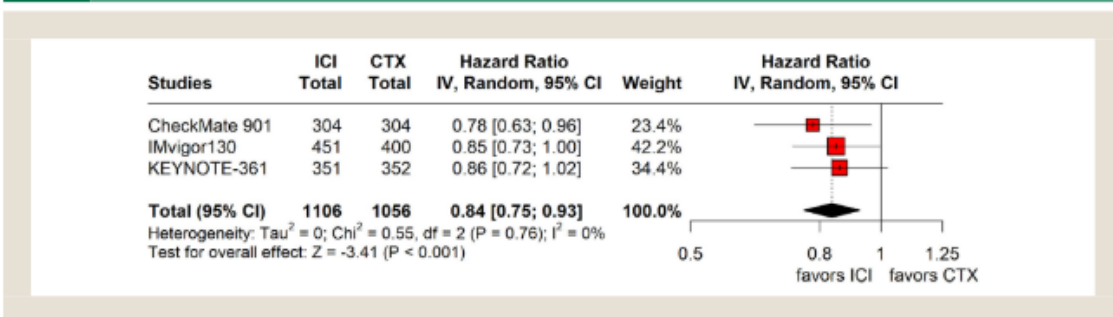 ICI CTX Hazard Ratio Hazard Ratio
Studies Total Total IV, Random, 95% CI Weight IV, Random, 95% CI
CheckMate 901 304 304 0.78 [0.63; 0.96] 23.4%
IMvigor130 451 400 0.85 [0.73; 1.00] 42.2%
KEYNOTE-361 351 352 0.86 [0.72; 1.02] 34.4%
Total (95% CI) 1106 1056 0.84 [0.75; 0.93] 100.0%
Heterogeneity: Tau² = 0; Chi² = 0.55, df = 2 (P = 0.76); I² = 0%
Test for overall effect: Z = -3.41 (P < 0.001)
0.5 0.8 1 1.25
favors ICI favors CTX